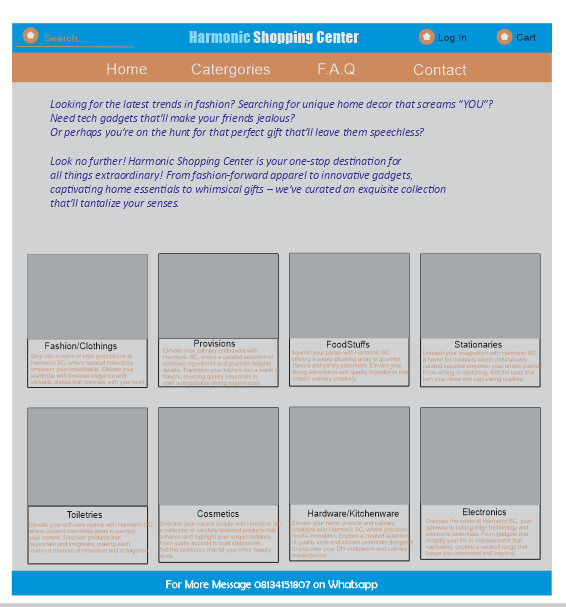 Search...
Harmonic Shopping Center
Log In
Cart
Home
Catergories
F.A.Q
Contact
Looking for the latest trends in fashion? Searching for unique home decor that screams “YOU”?
Need tech gadgets that’ll make your friends jealous?
Or perhaps you’re on the hunt for that perfect gift that’ll leave them speechless?
Look no further! Harmonic Shopping Center is your one-stop destination for
all things extraordinary! From fashion-forward apparel to innovative gadgets,
captivating home essentials to whimsical gifts – we’ve curated an exquisite collection
that’ll tantalize your senses.
Fashion/Clothings
Step into a realm of style possibilities at
Harmonic SC, where curated collections
empower your individuality. Elevate your
wardrobe with timeless elegance and
versatile pieces that resonate with your soul.
Provisions
Elevate your culinary endeavors with
Harmonic SC, where a curated selection of
premium ingredients and gourmet delights
awaits. Transform your kitchen into a realm
flavors, sourcing quality essentials to
craft unforgettable dining experiences.
FoodStuffs
Nourish your palate with Harmonic SC,
offering a palate-pleasing array of gourmet
flavors and pantry essentials. Elevate your
dining adventures with quality ingredients that
inspire culinary creativity.
Stationaries
Unleash your imagination with Harmonic SC,
a haven for creativity where meticulously
curated supplies empower your artistic journey
From writing to sketching, find the tools that
turn your ideas into captivating realities.
Toiletries
Elevate your self-care routine with Harmonic SC,
where curated essentials await to pamper
your senses. Discover products that
rejuvenate and invigorate, making each
routine a moment of relaxation and indulgence.
Cosmetics
Embrace your natural beauty with Harmonic SC,
a collection of carefully selected products that
enhance and highlight your unique radiance.
From subtle accents to bold statements,
find the cosmetics that let your inner beauty
shine.
Hardware/Kitchenware
Elevate your home projects and culinary
creations with Harmonic SC, where precision
meets innovation. Explore a curated selection
of quality tools and kitchen essentials designed
to empower your DIY endeavors and culinary
masterpieces.
Electronics
Discover the future at Harmonic SC, your
gateway to cutting-edge technology and
innovative essentials. From gadgets that
simplify your life to entertainment that
captivates, explore a curated range that
keeps you connected and inspired.
For More Message 08134151807 on Whatsapp